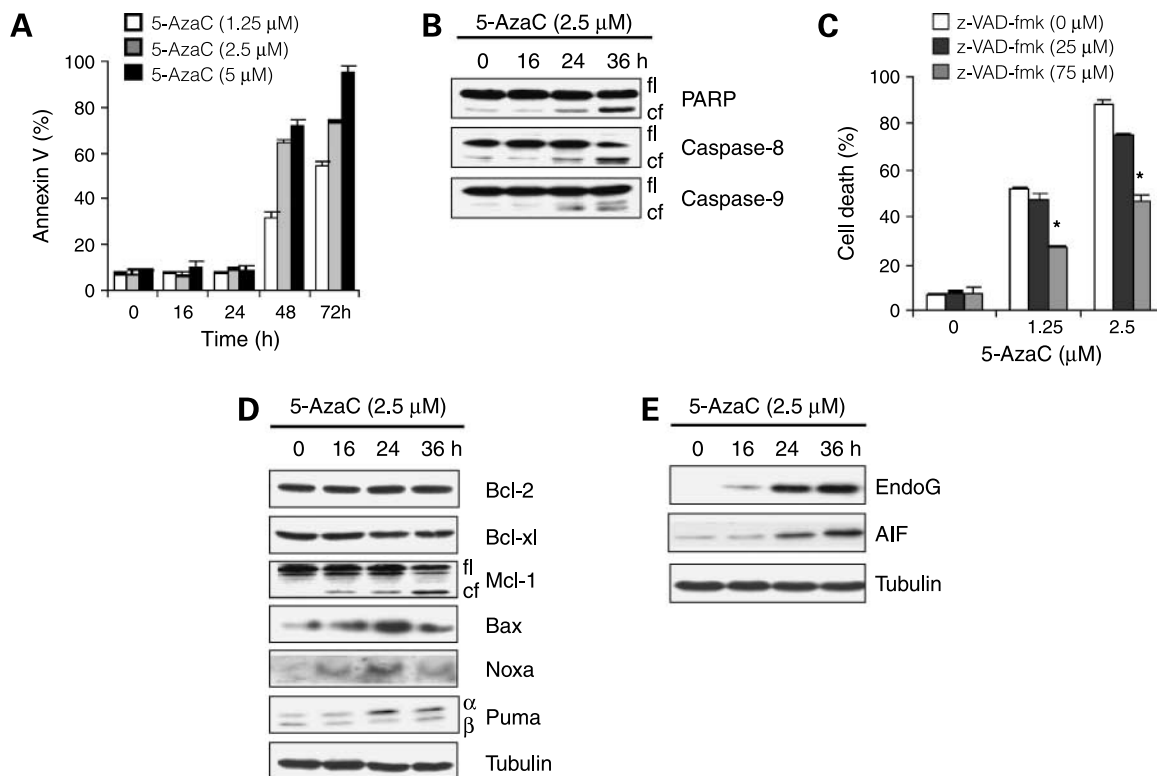 A
5-AzaC (1.25 μM)
5-AzaC (2.5 μM)
5-AzaC (5 μM)
Annexin V (%)
100
80
60
40
20
0
0 16 24 48 72h
Time (h)
B
5-AzaC (2.5 μM)
0 16 24 36 h
fl
cf
PARP
fl
cf
Caspase-8
fl
cf
Caspase-9
C
z-VAD-fmk (0 μM)
z-VAD-fmk (25 μM)
z-VAD-fmk (75 μM)
Cell death (%)
100
80
60
40
20
0
*
*
0 1.25 2.5
5-AzaC (μM)
D
5-AzaC (2.5 μM)
0 16 24 36 h
Bcl-2
Bcl-xl
fl
cf
Mcl-1
Bax
Noxa
α
β
Puma
Tubulin
E
5-AzaC (2.5 μM)
0 16 24 36 h
EndoG
AIF
Tubulin